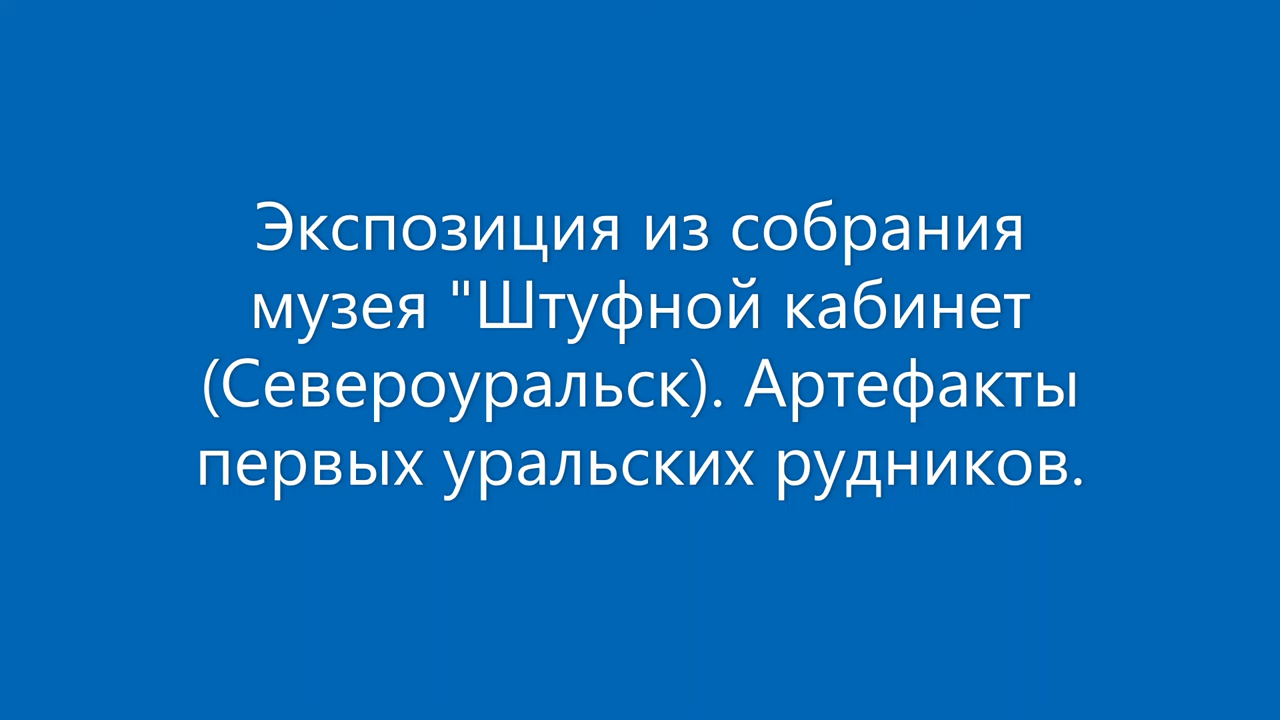 Экспозиция из собрания
музея "Штуфной кабинет
(Североуральск). Артефакты
первых уральских рудников.